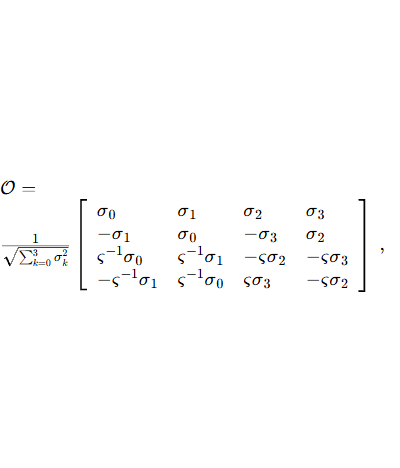 𝒪 =
1/√(∑_{k=0}^{3} σ_k^2) [ σ_0 σ_1 σ_2 σ_3
−σ_1 σ_0 −σ_3 σ_2
ς^{−1}σ_0 ς^{−1}σ_1 −ςσ_2 −ςσ_3
−ς^{−1}σ_1 ς^{−1}σ_0 ςσ_3 −ςσ_2 ] ,